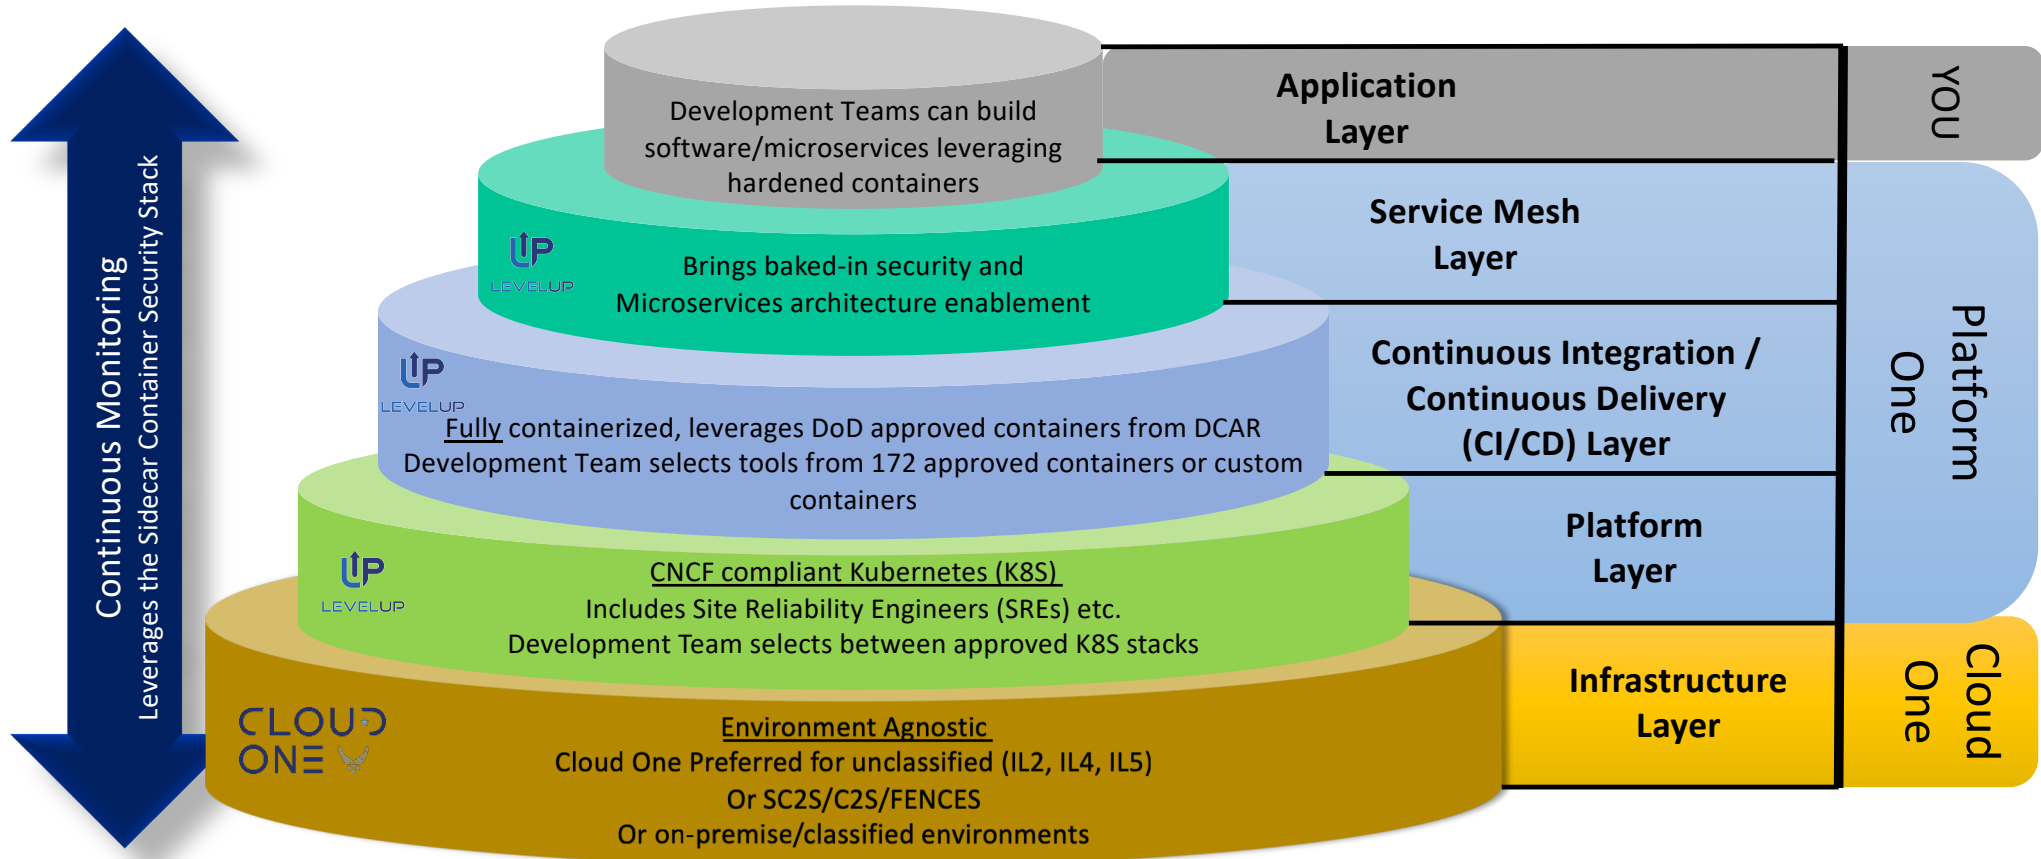 Continuous Monitoring
Leverages the Sidecar Container Security Stack
Development Teams can build
software/microservices leveraging
hardened containers
Application
Layer
YOU
LEVELUP
Brings baked-in security and
Microservices architecture enablement
Service Mesh
Layer
LEVELUP
Fully containerized, leverages DoD approved containers from DCAR
Development Team selects tools from 172 approved containers or custom
containers
Continuous Integration /
Continuous Delivery
(CI/CD) Layer
Platform
One
LEVELUP
CNCF compliant Kubernetes (K8S)
Includes Site Reliability Engineers (SREs) etc.
Development Team selects between approved K8S stacks
Platform
Layer
CLOUD
ONE
Environment Agnostic
Cloud One Preferred for unclassified (IL2, IL4, IL5)
Or SC2S/C2S/FENCES
Or on-premise/classified environments
Infrastructure
Layer
Cloud
One